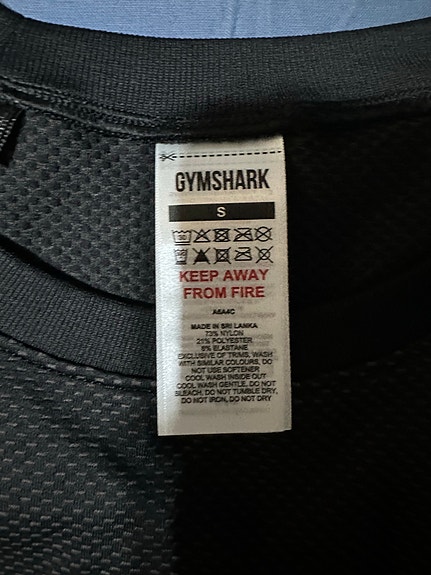 GYMSHARK
S
KEEP AWAY
FROM FIRE
A6A4C
MADE IN SRI LANKA
73% NYLON
21% POLYESTER
6% ELASTANE
EXCLUSIVE OF TRIMS, WASH
WITH SIMILAR COLOURS, DO
NOT USE SOFTENER
COOL WASH INSIDE OUT
COOL WASH GENTLE, DO NOT
BLEACH, DO NOT TUMBLE DRY,
DO NOT IRON, DO NOT DRY